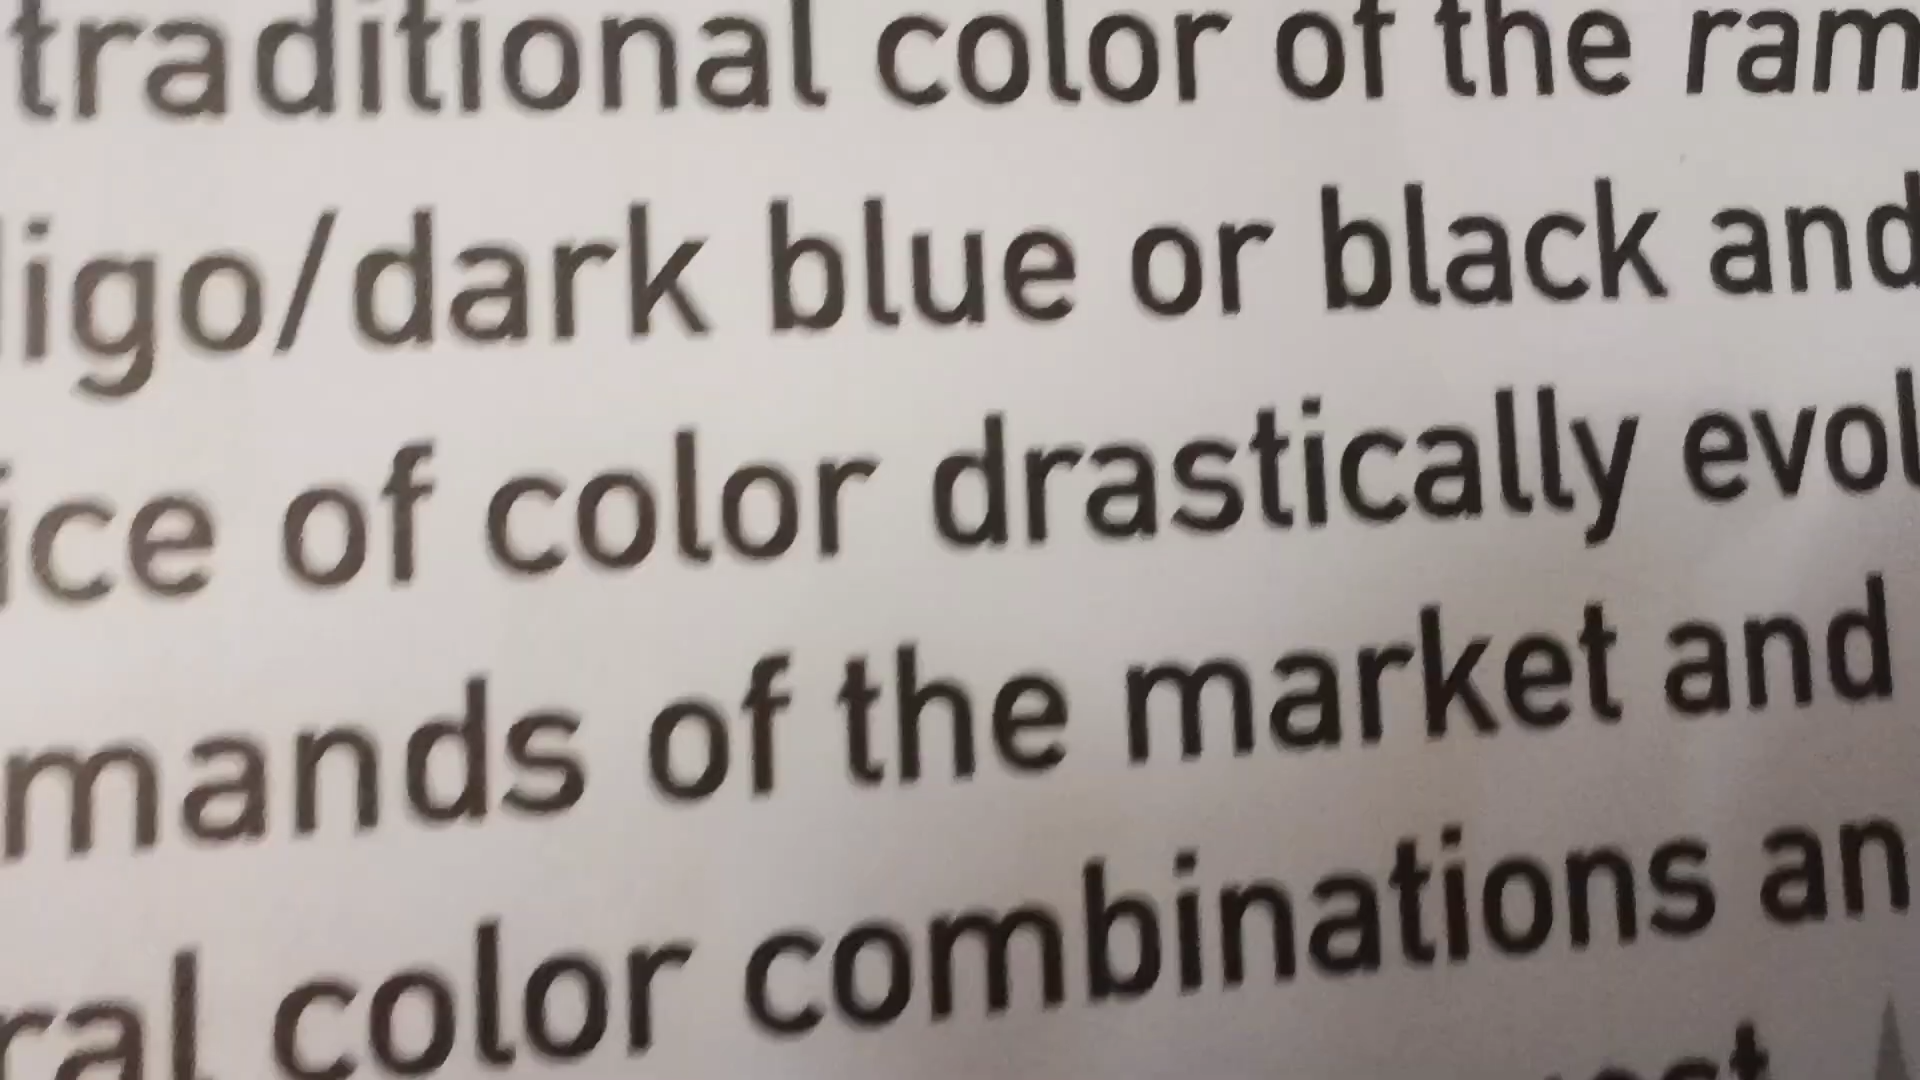 traditional color of the ram
igo/dark blue or black and
ice of color drastically evol
mands of the market and
ral color combinations an